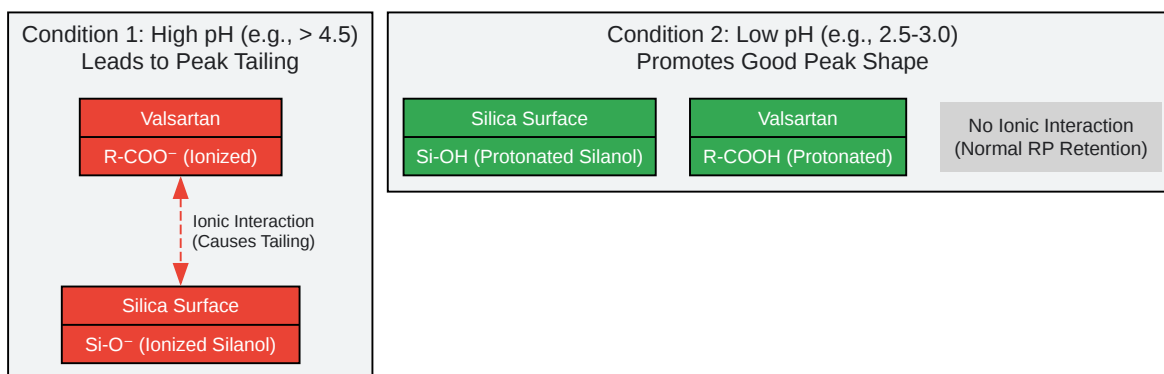 Condition 1: High pH (e.g., > 4.5)
Leads to Peak Tailing
Valsartan
R-COO⁻ (Ionized)
Ionic Interaction
(Causes Tailing)
Silica Surface
Si-O⁻ (Ionized Silanol)
Condition 2: Low pH (e.g., 2.5-3.0)
Promotes Good Peak Shape
Silica Surface
Si-OH (Protonated Silanol)
Valsartan
R-COOH (Protonated)
No Ionic Interaction
(Normal RP Retention)